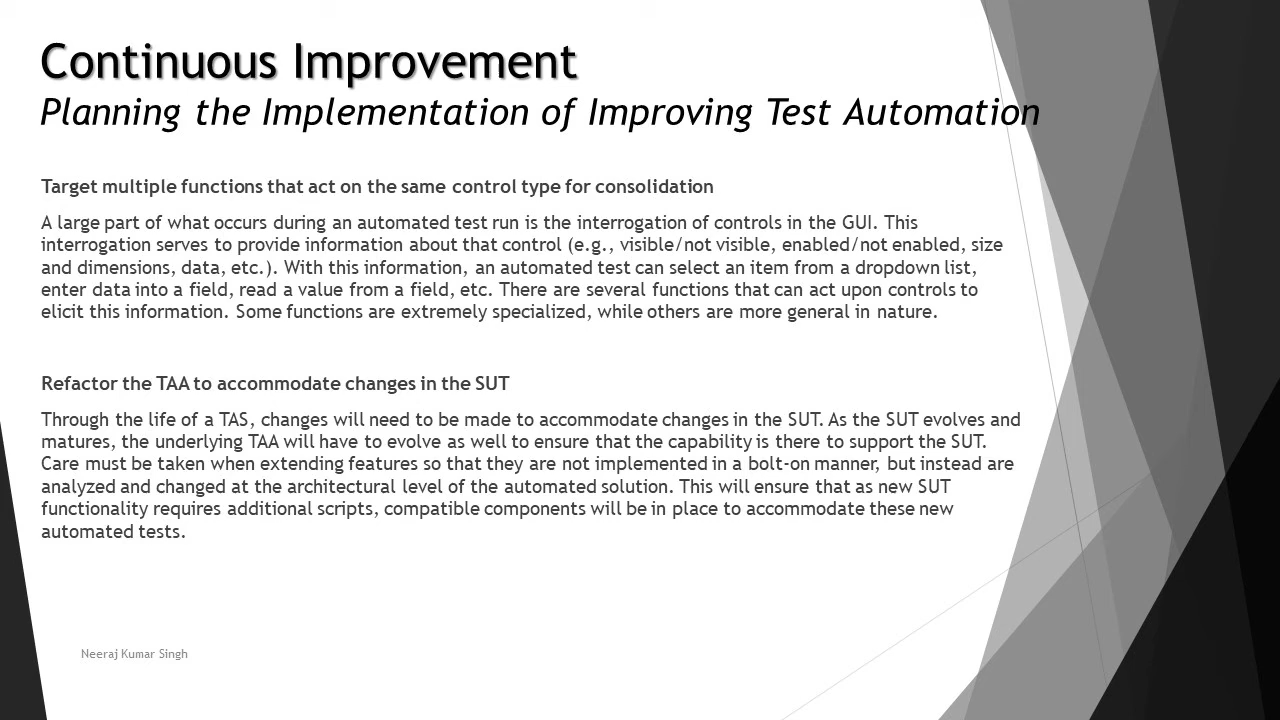 Continuous Improvement
Planning the Implementation of Improving Test Automation
Target multiple functions that act on the same control type for consolidation
A large part of what occurs during an automated test run is the interrogation of controls in the GUI. This
interrogation serves to provide information about that control (e.g., visible/not visible, enabled/not enabled, size
and dimensions, data, etc.). With this information, an automated test can select an item from a dropdown list,
enter data into a field, read a value from a field, etc. There are several functions that can act upon controls to
elicit this information. Some functions are extremely specialized, while others are more general in nature.
Refactor the TAA to accommodate changes in the SUT
Through the life of a TAS, changes will need to be made to accommodate changes in the SUT. As the SUT evolves and
matures, the underlying TAA will have to evolve as well to ensure that the capability is there to support the SUT.
Care must be taken when extending features so that they are not implemented in a bolt-on manner, but instead are
analyzed and changed at the architectural level of the automated solution. This will ensure that as new SUT
functionality requires additional scripts, compatible components will be in place to accommodate these new
automated tests.
Neeraj Kumar Singh